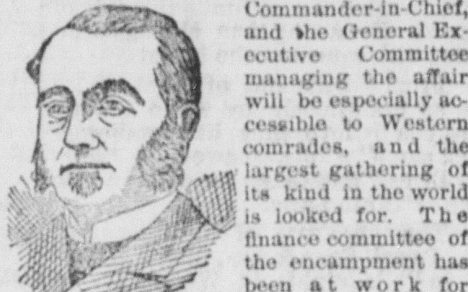 Commander-in-Chief,
and the General Ex-
ecutive Committee
managing the affair
will be especially ac-
cessible to Western
comrades, and the
largest gathering of
its kind in the world
is looked for. The
finance committee of
the encampment has
been at work for